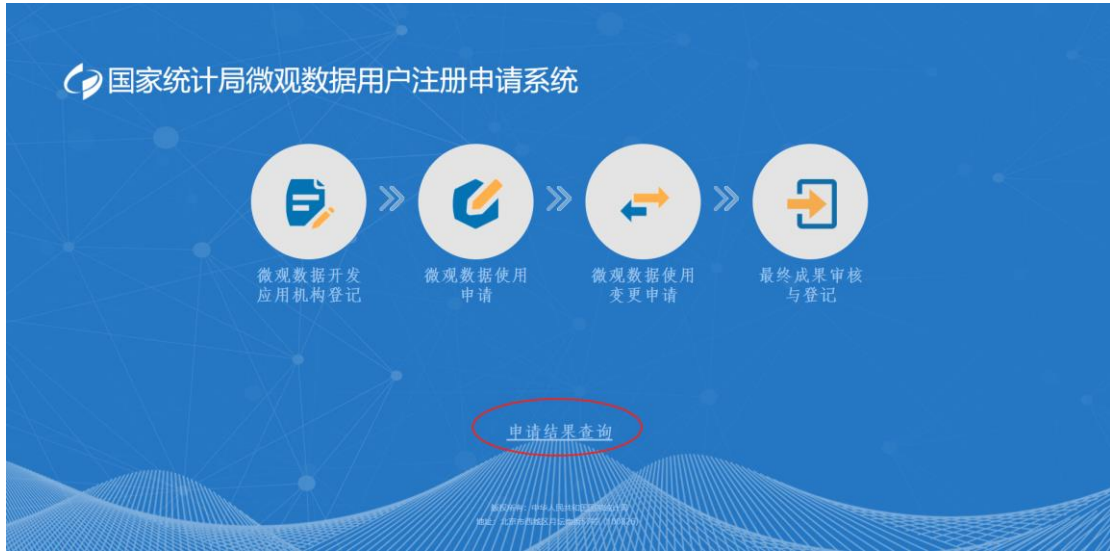 国家统计局微观数据用户注册申请系统
微观数据开发
应用机构登记
微观数据使用
申请
微观数据使用
变更申请
最终成果审核
与登记
申请结果查询